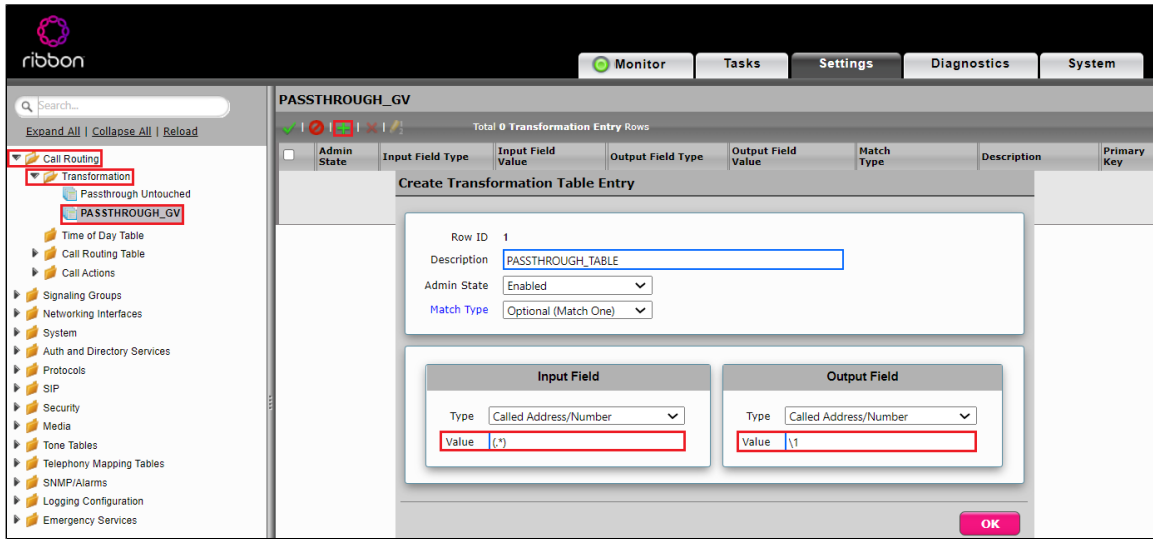 ribbon
Monitor
Tasks
Settings
Diagnostics
System
Search...
Expand All | Collapse All | Reload
Call Routing
Transformation
Passthrough Untouched
PASSTHROUGH_GV
Time of Day Table
Call Routing Table
Call Actions
Signaling Groups
Networking Interfaces
System
Auth and Directory Services
Protocols
SIP
Security
Media
Tone Tables
Telephony Mapping Tables
SNMP/Alarms
Logging Configuration
Emergency Services
PASSTHROUGH_GV
Total 0 Transformation Entry Rows
Admin State
Input Field Type
Input Field Value
Output Field Type
Output Field Value
Match Type
Description
Primary Key
Create Transformation Table Entry
Row ID 1
Description PASSTHROUGH_TABLE
Admin State Enabled
Match Type Optional (Match One)
Input Field
Type Called Address/Number
Value (.*)
Output Field
Type Called Address/Number
Value \1
OK